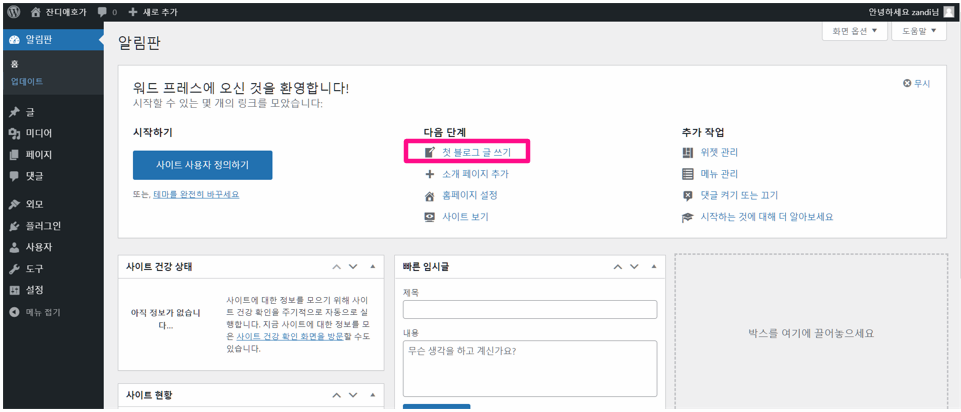 잔디애호가 0 새로 추가 안녕하세요 zandi님
알림판
홈
업데이트
글
미디어
페이지
댓글
외모
플러그인
사용자
도구
설정
메뉴 접기
화면 옵션 도움말
알림판
워드 프레스에 오신 것을 환영합니다!
시작할 수 있는 몇 개의 링크를 모았습니다:
무시
시작하기
사이트 사용자 정의하기
또는, 테마를 완전히 바꾸세요
다음 단계
첫 블로그 글 쓰기
소개 페이지 추가
홈페이지 설정
사이트 보기
추가 작업
위젯 관리
메뉴 관리
댓글 켜기 또는 끄기
시작하는 것에 대해 더 알아보세요
사이트 건강 상태
아직 정보가 없습니
다...
사이트에 대한 정보를 모으기 위해 사이
트 건강 확인을 주기적으로 자동으로 실
행합니다. 지금 사이트에 대한 정보를 모
은 사이트 건강 확인 화면을 방문할 수도
있습니다.
사이트 현황
빠른 임시글
제목
내용
무슨 생각을 하고 계신가요?
박스를 여기에 끌어놓으세요